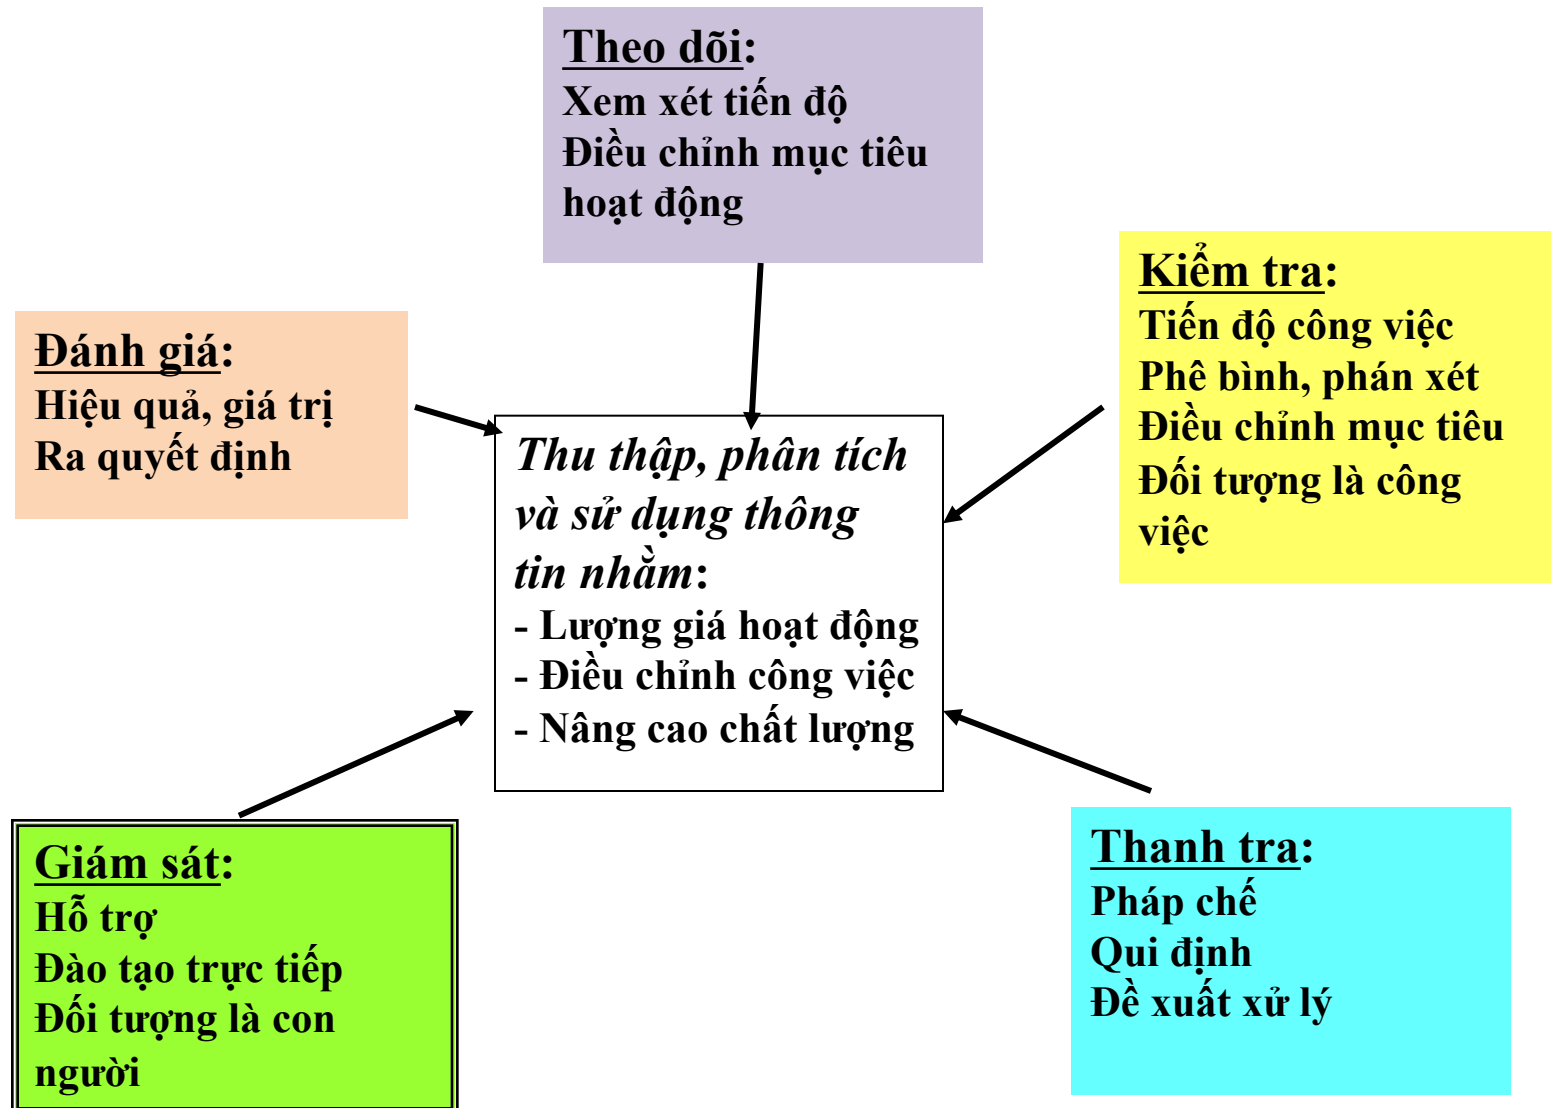 Theo dõi:
Xem xét tiến độ
Điều chỉnh mục tiêu
hoạt động
Kiểm tra:
Tiến độ công việc
Phê bình, phán xét
Điều chỉnh mục tiêu
Đối tượng là công
việc
Đánh giá:
Hiệu quả, giá trị
Ra quyết định
Thu thập, phân tích
và sử dụng thông
tin nhằm:
- Lượng giá hoạt động
- Điều chỉnh công việc
- Nâng cao chất lượng
Giám sát:
Hỗ trợ
Đào tạo trực tiếp
Đối tượng là con
người
Thanh tra:
Pháp chế
Qui định
Đề xuất xử lý